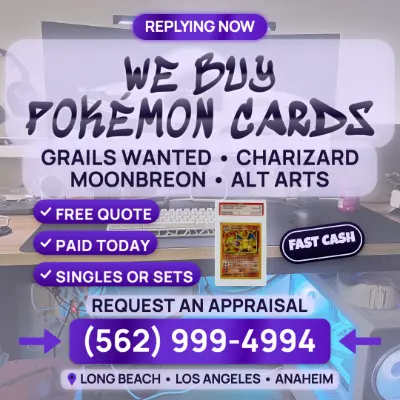 REPLYING NOW
WE BUY
POKÉMON CARDS
GRAILS WANTED • CHARIZARD
MOONBREON • ALT ARTS
✓ FREE QUOTE
✓ PAID TODAY
✓ SINGLES OR SETS
FAST CASH
REQUEST AN APPRAISAL
(562) 999-4994
LONG BEACH • LOS ANGELES • ANAHEIM